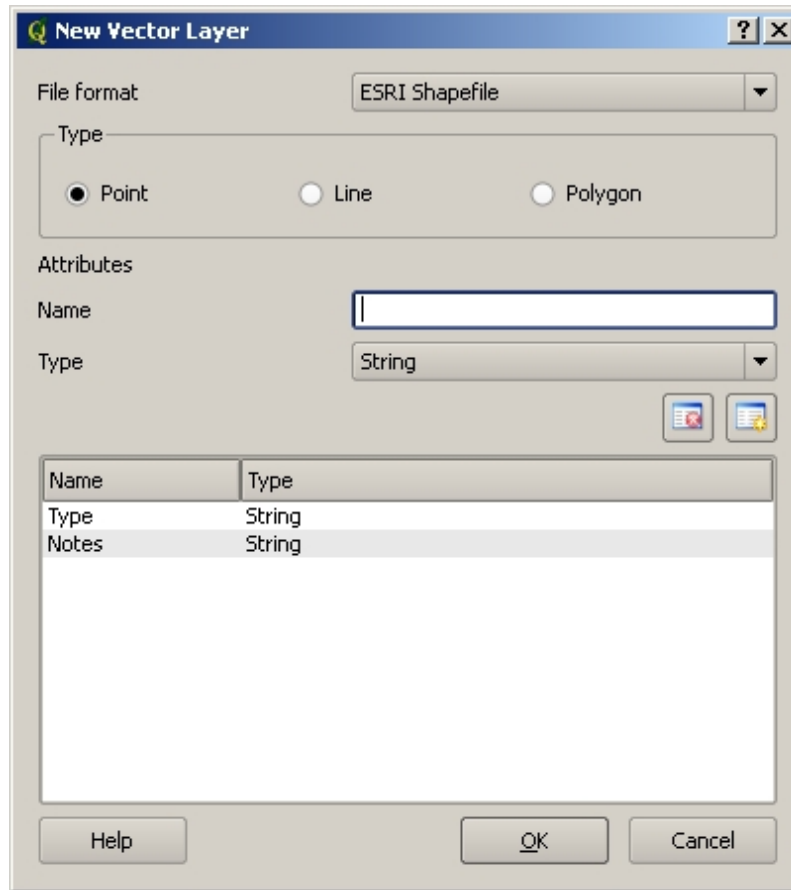 New Vector Layer
File format ESRI Shapefile
Type
Point Line Polygon
Attributes
Name
Type String
Name Type
Type String
Notes String
Help OK Cancel